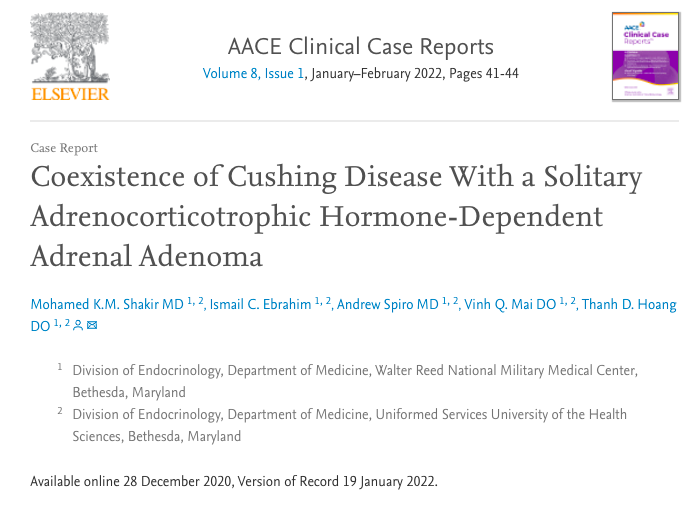 ELSEVIER
AACE Clinical Case Reports
Volume 8, Issue 1, January–February 2022, Pages 41-44
AACE
Clinical Case
Reports
Case Report
Coexistence of Cushing Disease With a Solitary
Adrenocorticotrophic Hormone-Dependent
Adrenal Adenoma
Mohamed K.M. Shakir MD 1, 2, Ismail C. Ebrahim 1, 2, Andrew Spiro MD 1, 2, Vinh Q. Mai DO 1, 2, Thanh D. Hoang
DO 1, 2
1 Division of Endocrinology, Department of Medicine, Walter Reed National Military Medical Center,
Bethesda, Maryland
2 Division of Endocrinology, Department of Medicine, Uniformed Services University of the Health
Sciences, Bethesda, Maryland
Available online 28 December 2020, Version of Record 19 January 2022.